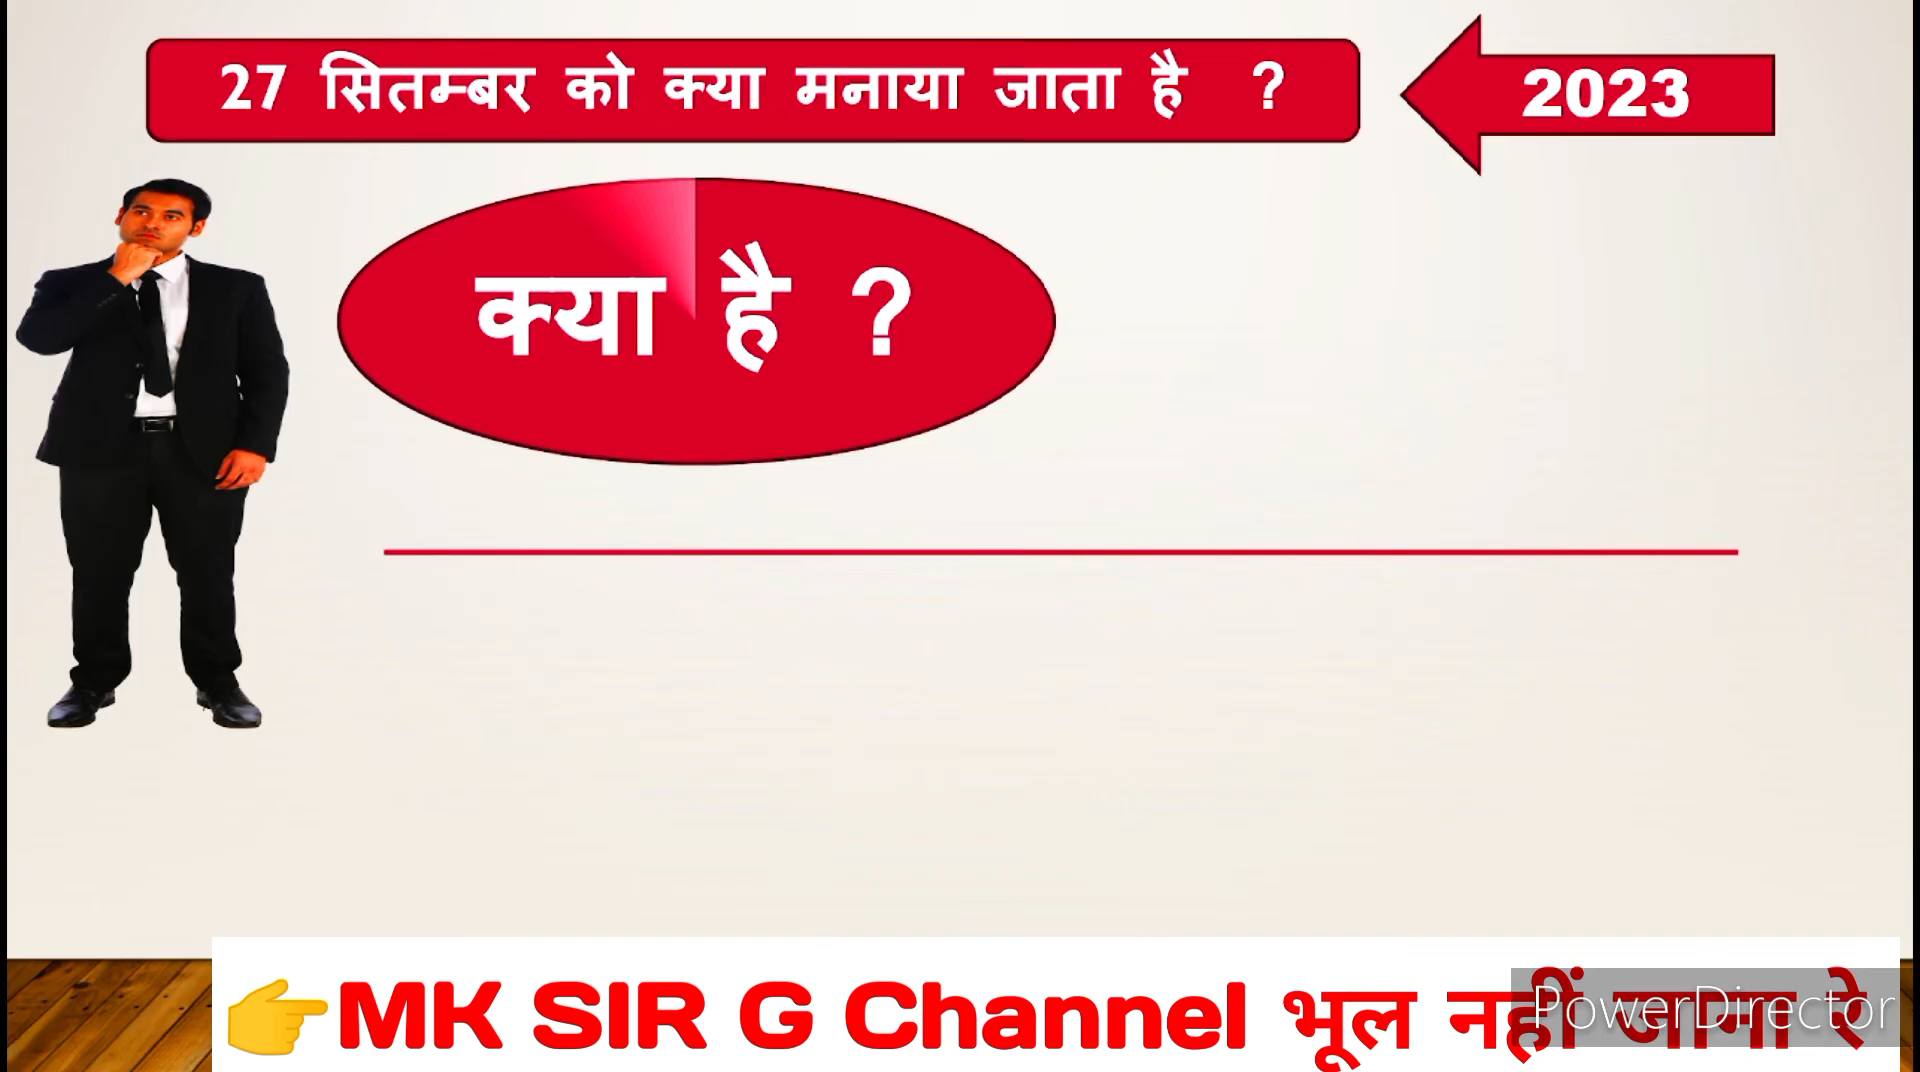 27 सितम्बर को क्या मनाया जाता है ?
2023
क्या है ?
👉MK SIR G Channel भूल नहीं जाना रे
PowerDirector